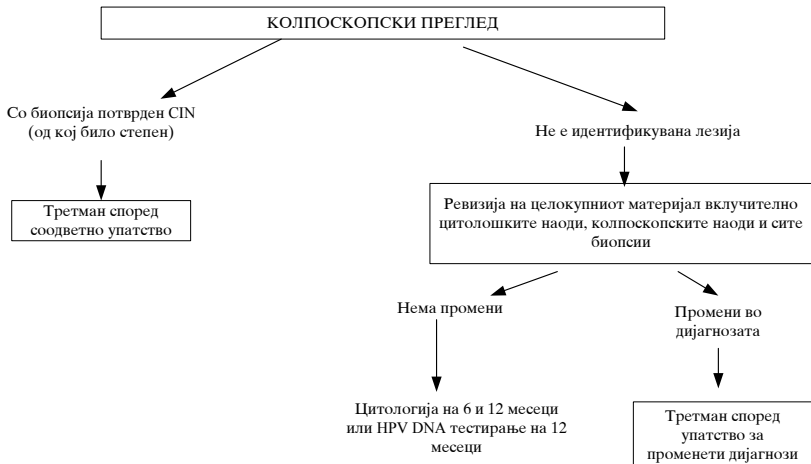 КОЛПОСКОПСКИ ПРЕГЛЕД
Со биопсија потврден CIN
(од кој било степен)
Не е идентификувана лезија
Третман според
соодветно упатство
Ревизија на целокупниот материјал вклучително
цитолошките наоди, колпоскопските наоди и сите
биопсии
Нема промени
Промени во
дијагнозата
Цитологија на 6 и 12 месеци
или HPV DNA тестирање на 12
месеци
Третман според
упатство за
променети дијагнози